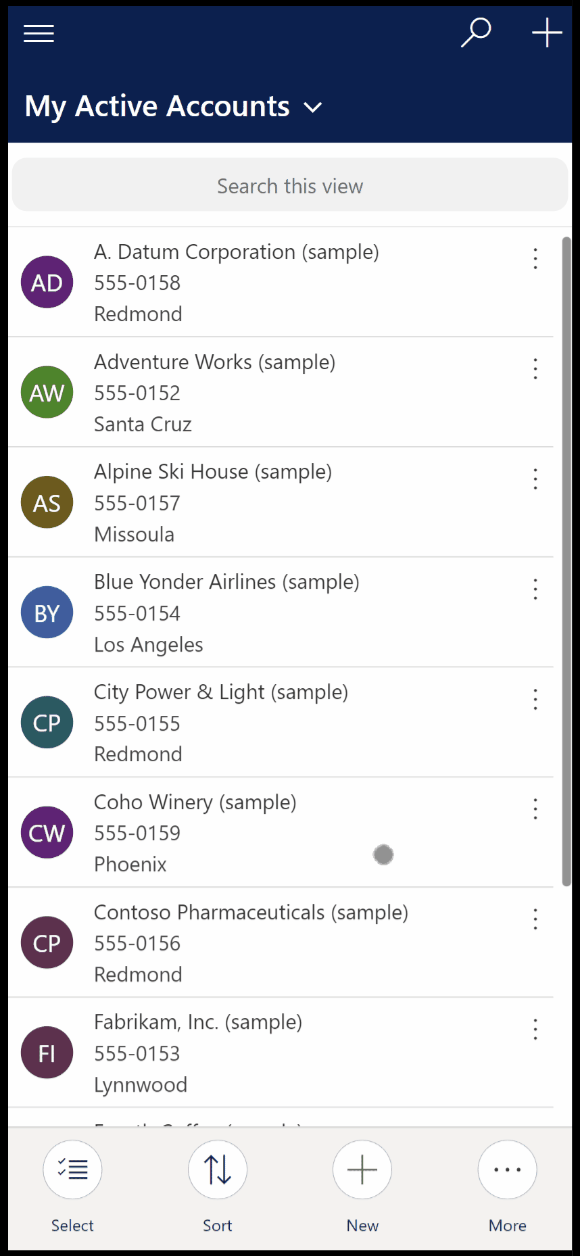 My Active Accounts
Search this view
AD
A. Datum Corporation (sample)
555-0158
Redmond
AW
Adventure Works (sample)
555-0152
Santa Cruz
AS
Alpine Ski House (sample)
555-0157
Missoula
BY
Blue Yonder Airlines (sample)
555-0154
Los Angeles
CP
City Power & Light (sample)
555-0155
Redmond
CW
Coho Winery (sample)
555-0159
Phoenix
CP
Contoso Pharmaceuticals (sample)
555-0156
Redmond
FI
Fabrikam, Inc. (sample)
555-0153
Lynnwood
Select
Sort
New
More